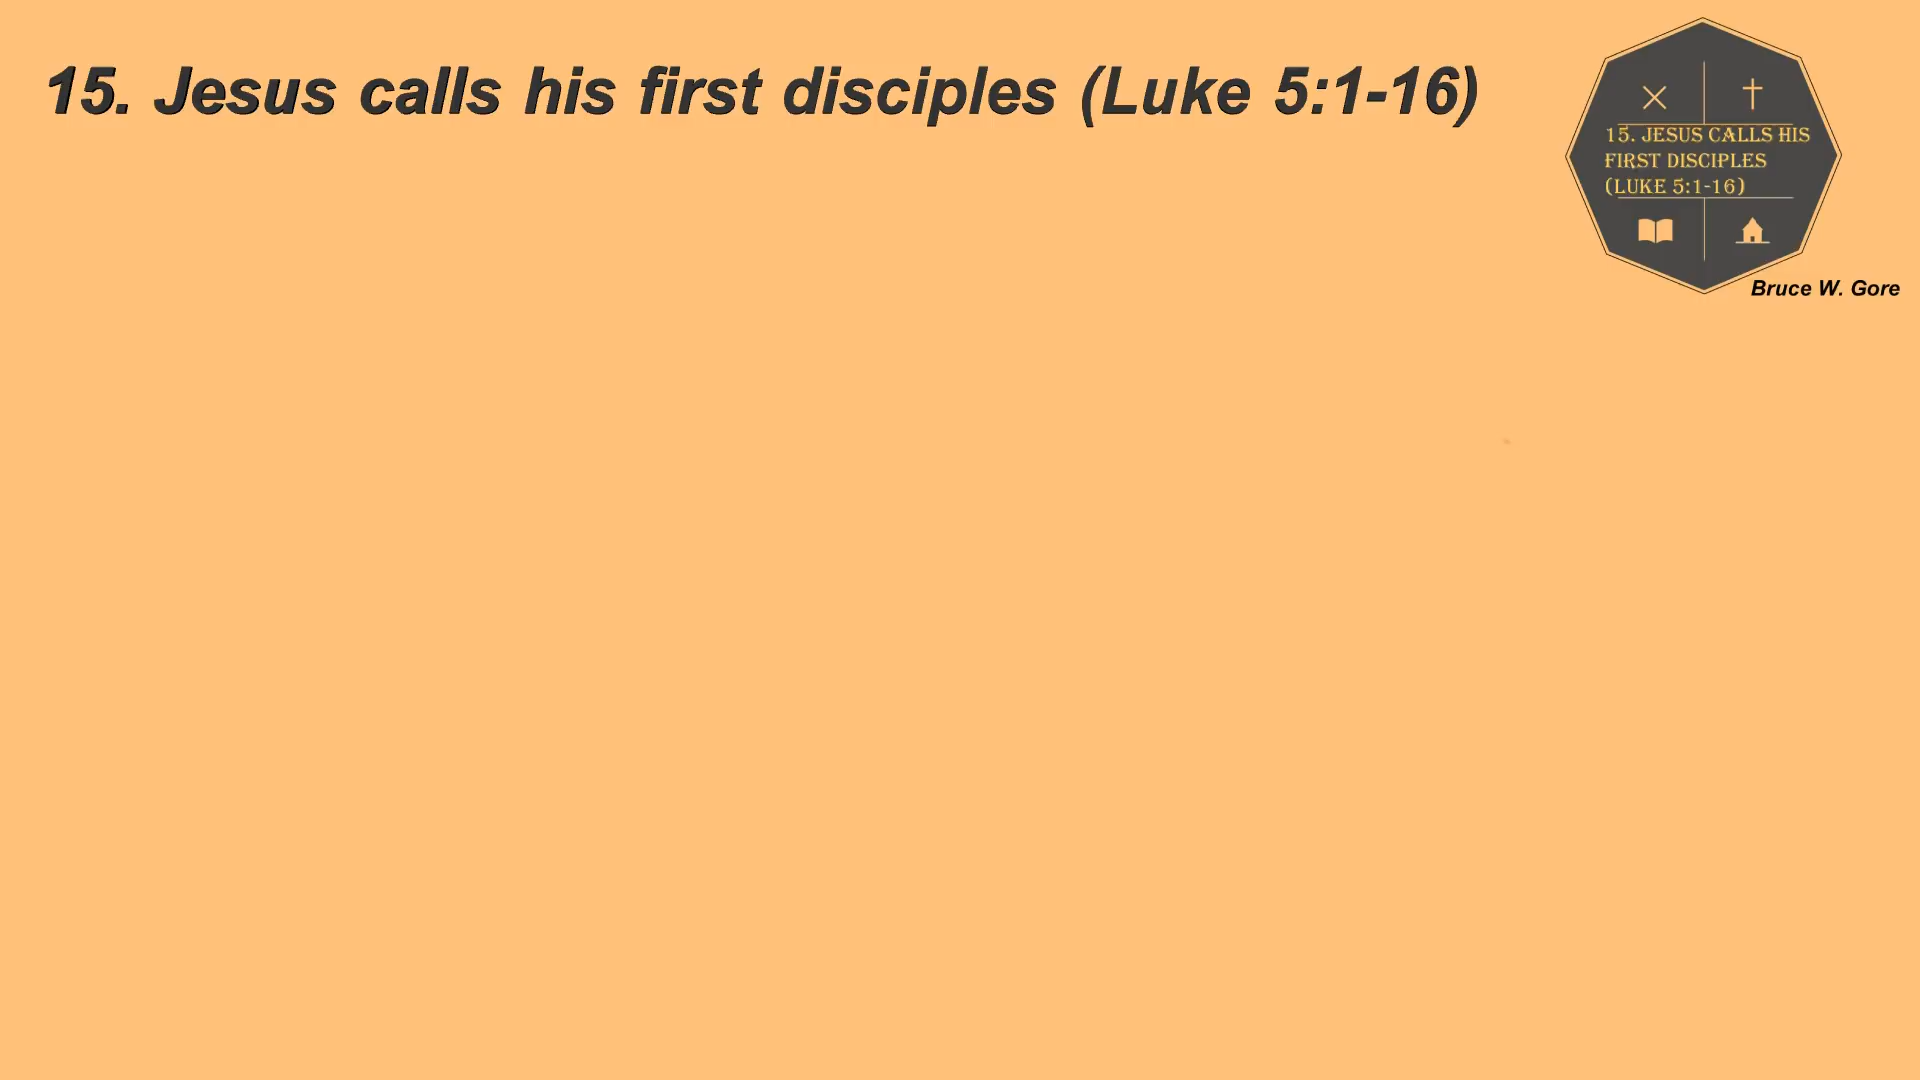 15. Jesus calls his first disciples (Luke 5:1-16)
15. JESUS CALLS HIS
FIRST DISCIPLES
(LUKE 5:1-16)
Bruce W. Gore